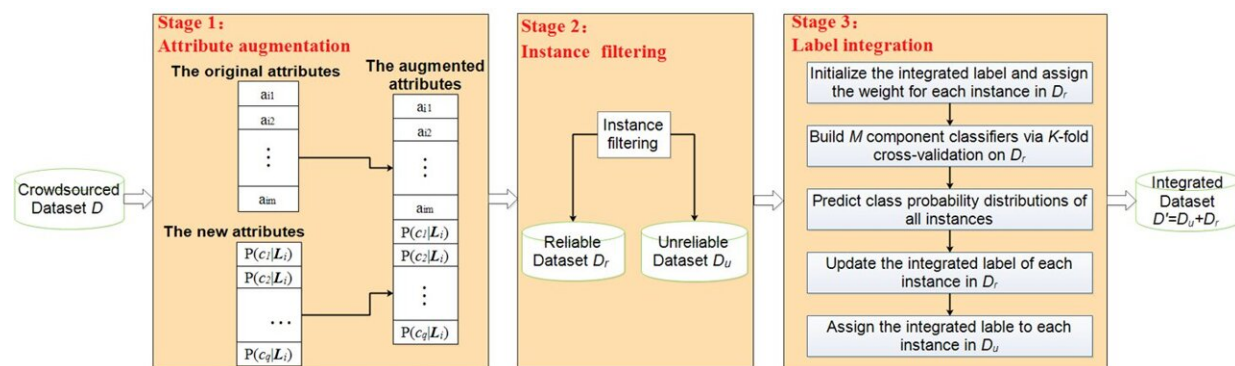 Crowdsourced
Dataset D
Stage 1:
Attribute augmentation
The original attributes
ai1
ai2
⋮
aim
The new attributes
P(c1|Li)
P(c2|Li)
...
P(cq|Li)
The augmented
attributes
ai1
ai2
⋮
aim
P(c1|Li)
P(c2|Li)
⋮
P(cq|Li)
Stage 2:
Instance filtering
Instance
filtering
Reliable
Dataset Dr
Unreliable
Dataset Du
Stage 3:
Label integration
Initialize the integrated label and assign
the weight for each instance in Dr
Build M component classifiers via K-fold
cross-validation on Dr
Predict class probability distributions of
all instances
Update the integrated label of each
instance in Dr
Assign the integrated lable to each
instance in Du
Integrated
Dataset
D'=Du+Dr